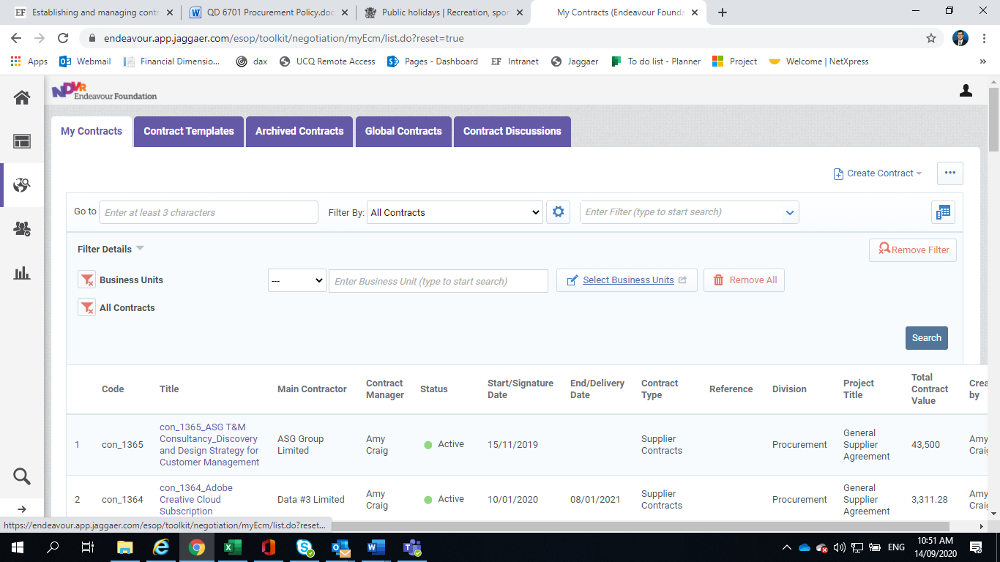 Establishing and managing contr
QD 6701 Procurement Policy.doc
Public holidays | Recreation, spor
My Contracts (Endeavour Founda
endeavour.app.jaggaer.com/esop/toolkit/negotiation/myEcm/list.do?reset=true
Apps
Webmail
Financial Dimensio...
dax
UCQ Remote Access
Pages - Dashboard
EF Intranet
Jaggaer
To do list - Planner
Project
Welcome | NetXpress
NDVR Endeavour Foundation
My Contracts
Contract Templates
Archived Contracts
Global Contracts
Contract Discussions
Create Contract
Go to
Enter at least 3 characters
Filter By:
All Contracts
Enter Filter (type to start search)
Filter Details
Remove Filter
Business Units
---
Enter Business Unit (type to start search)
Select Business Units
Remove All
All Contracts
Search
Code
Title
Main Contractor
Contract
Manager
Status
Start/Signature
Date
End/Delivery
Date
Contract
Type
Reference
Division
Project
Title
Total
Contract
Value
Crea
by
1
con_1365
con_1365_ASG T&M
Consultancy_Discovery
and Design Strategy for
Customer Management
ASG Group
Limited
Amy
Craig
Active
15/11/2019
Supplier
Contracts
Procurement
General
Supplier
Agreement
43,500
Amy
Craig
2
con_1364
con_1364_Adobe
Creative Cloud
Subscription
Data #3 Limited
Amy
Craig
Active
10/01/2020
08/01/2021
Supplier
Contracts
Procurement
General
Supplier
Agreement
3,311.28
Amy
Craig
https://endeavour.app.jaggaer.com/esop/toolkit/negotiation/myEcm/list.do?reset...
ENG
10:51 AM
14/09/2020